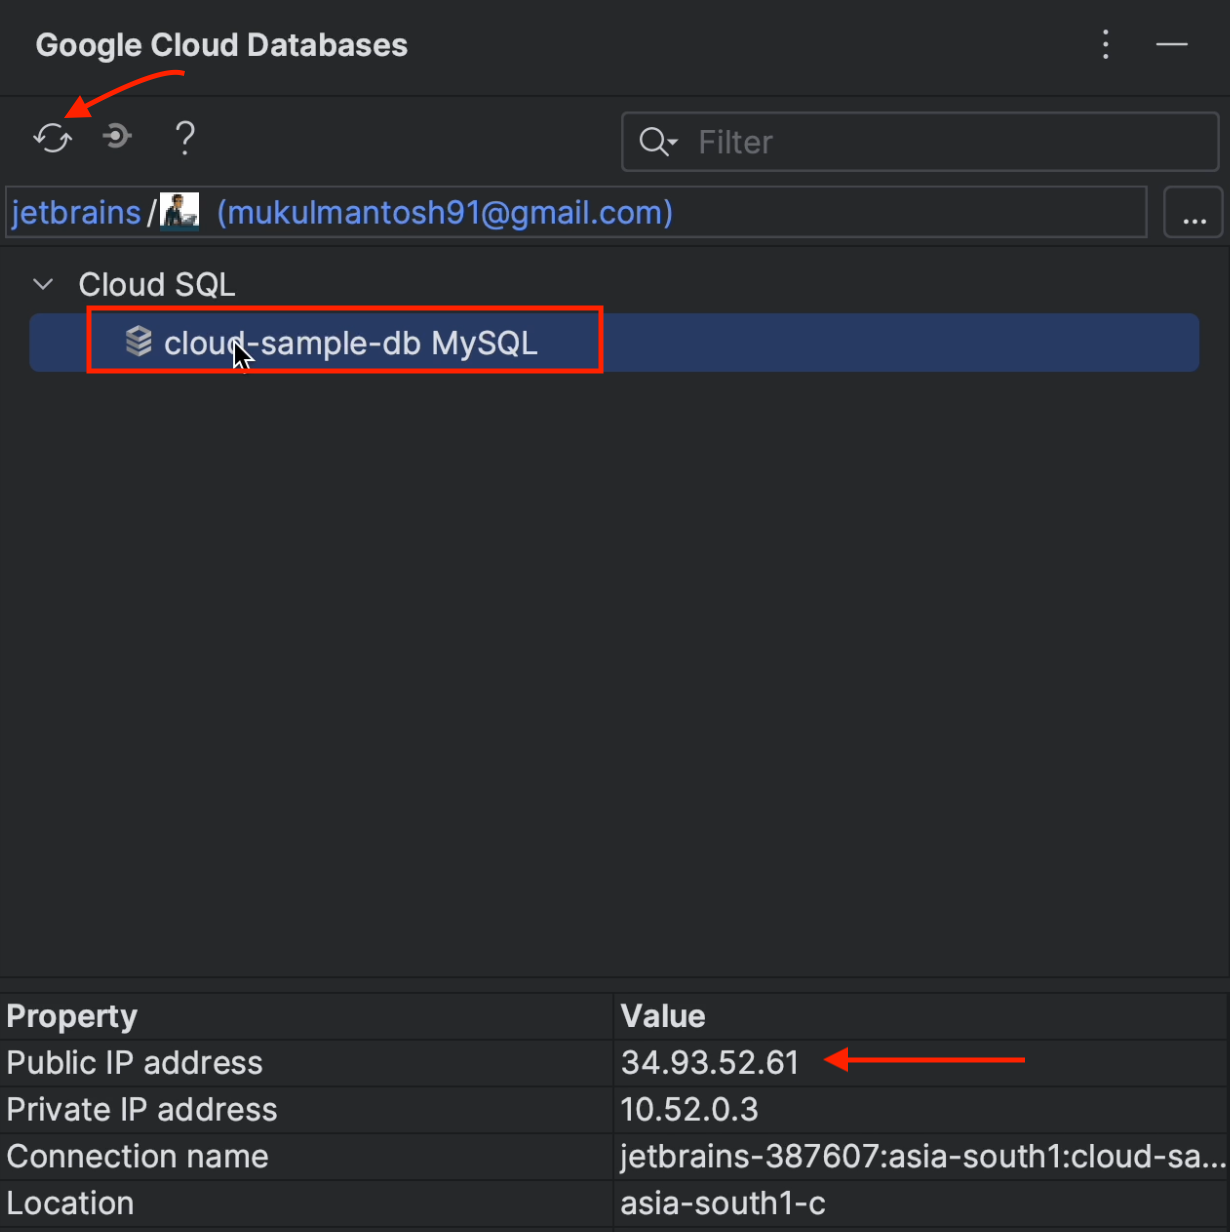 Google Cloud Databases
? Filter
jetbrains / (mukulmantosh91@gmail.com) ...
Cloud SQL
cloud-sample-db MySQL
Property Value
Public IP address 34.93.52.61
Private IP address 10.52.0.3
Connection name jetbrains-387607:asia-south1:cloud-sa...
Location asia-south1-c